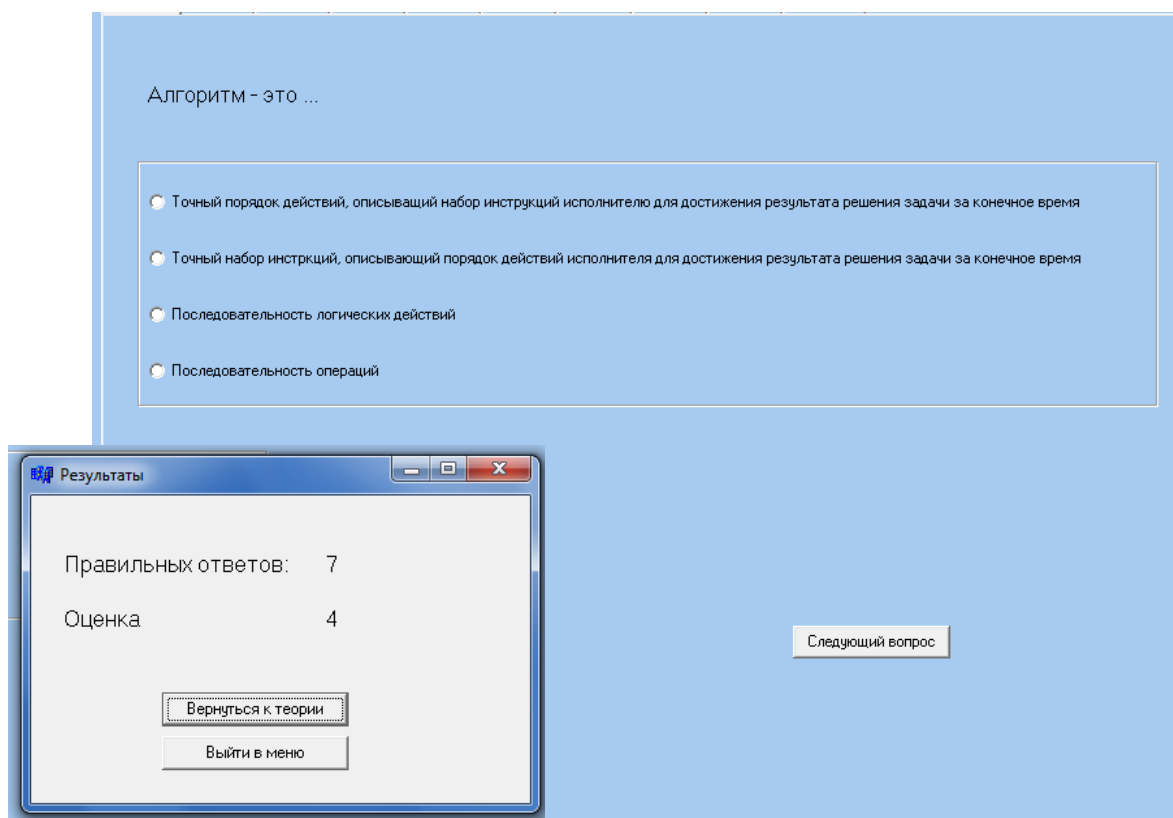 Алгоритм - это ...
Точный порядок действий, описыващий набор инструкций исполнителю для достижения результата решения задачи за конечное время
Точный набор инстркций, описывающий порядок действий исполнителя для достижения результата решения задачи за конечное время
Последовательность логических действий
Последовательность операций
Результаты
Правильных ответов: 7
Оценка 4
Следующий вопрос
Вернуться к теории
Выйти в меню